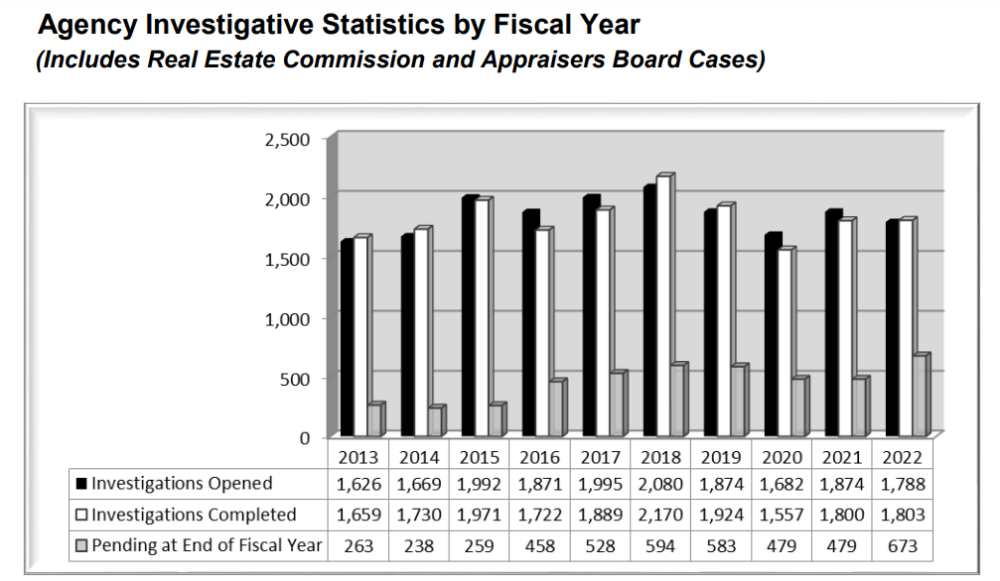 Agency Investigative Statistics by Fiscal Year
(Includes Real Estate Commission and Appraisers Board Cases)
2,500
2,000
1,500
1,000
500
0
2013 2014 2015 2016 2017 2018 2019 2020 2021 2022
Investigations Opened 1,626 1,669 1,992 1,871 1,995 2,080 1,874 1,682 1,874 1,788
Investigations Completed 1,659 1,730 1,971 1,722 1,889 2,170 1,924 1,557 1,800 1,803
Pending at End of Fiscal Year 263 238 259 458 528 594 583 479 479 673